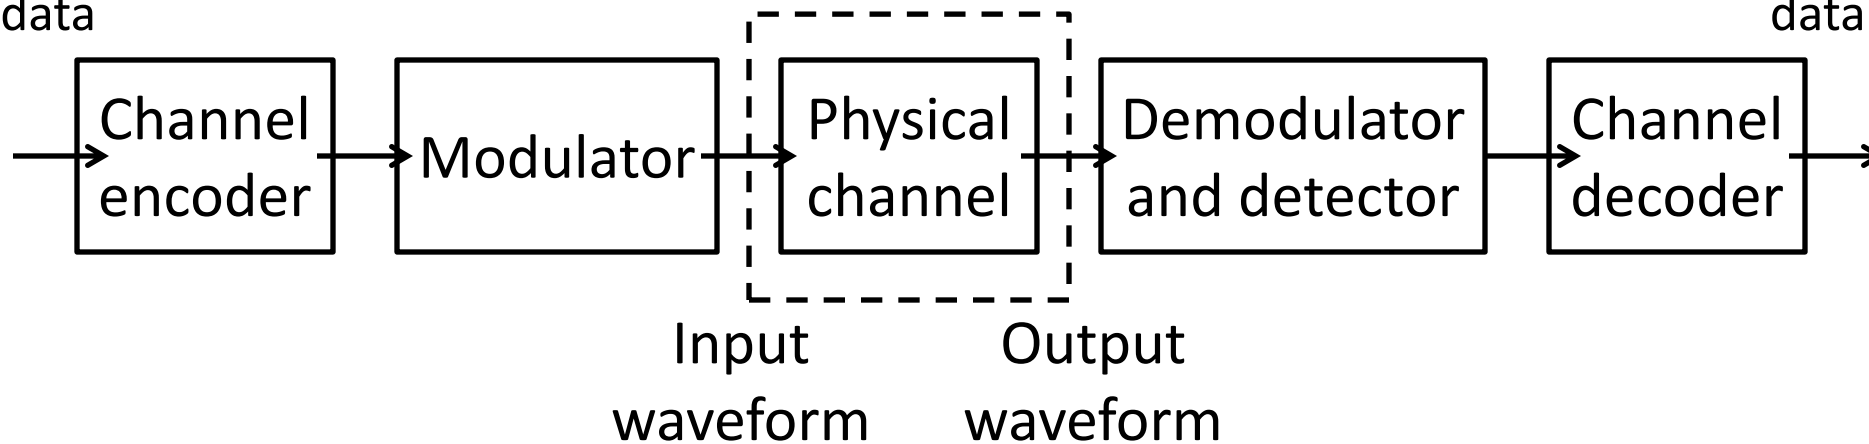 data
data
Channel
encoder
Modulator
Physical
channel
Demodulator
and detector
Channel
decoder
Input
waveform
Output
waveform